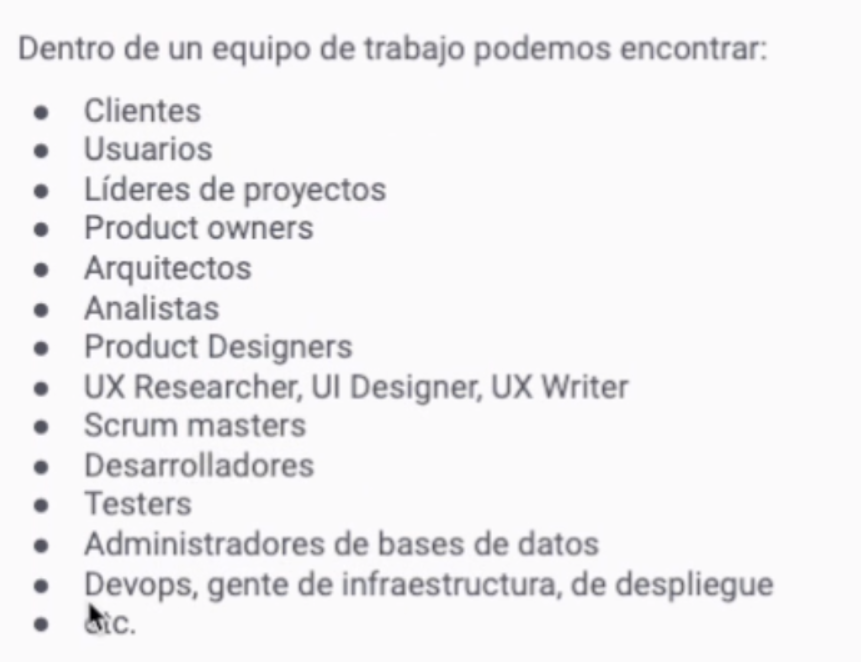 Dentro de un equipo de trabajo podemos encontrar:
● Clientes
● Usuarios
● Líderes de proyectos
● Product owners
● Arquitectos
● Analistas
● Product Designers
● UX Researcher, UI Designer, UX Writer
● Scrum masters
● Desarrolladores
● Testers
● Administradores de bases de datos
● Devops, gente de infraestructura, de despliegue
● etc.